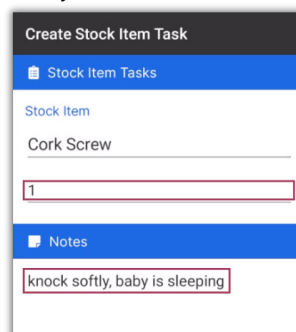 Create Stock Item Task
Stock Item Tasks
Stock Item
Cork Screw
1
Notes
knock softly, baby is sleeping